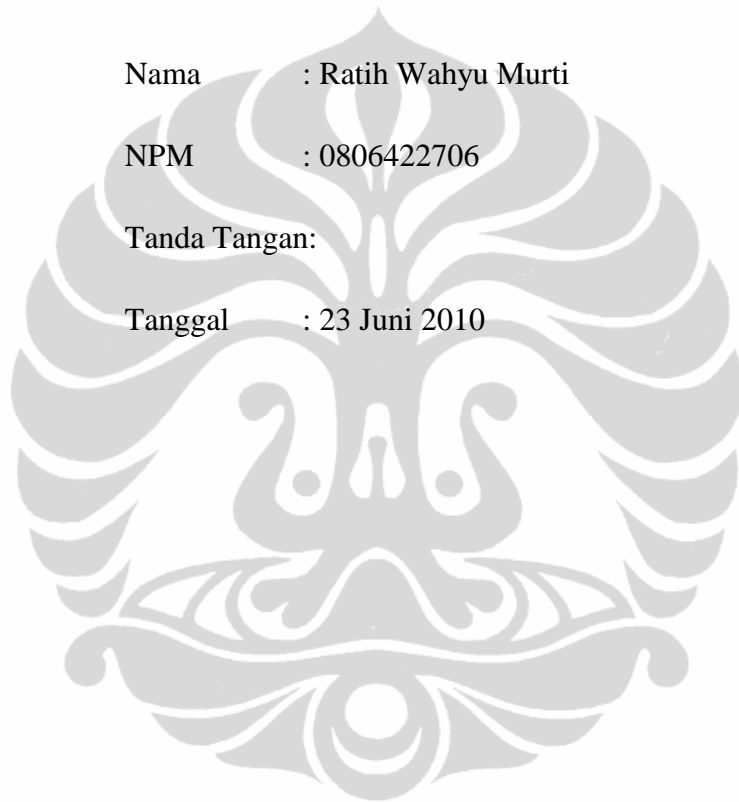 Nama : Ratih Wahyu Murti
NPM : 0806422706
Tanda Tangan:
Tanggal : 23 Juni 2010